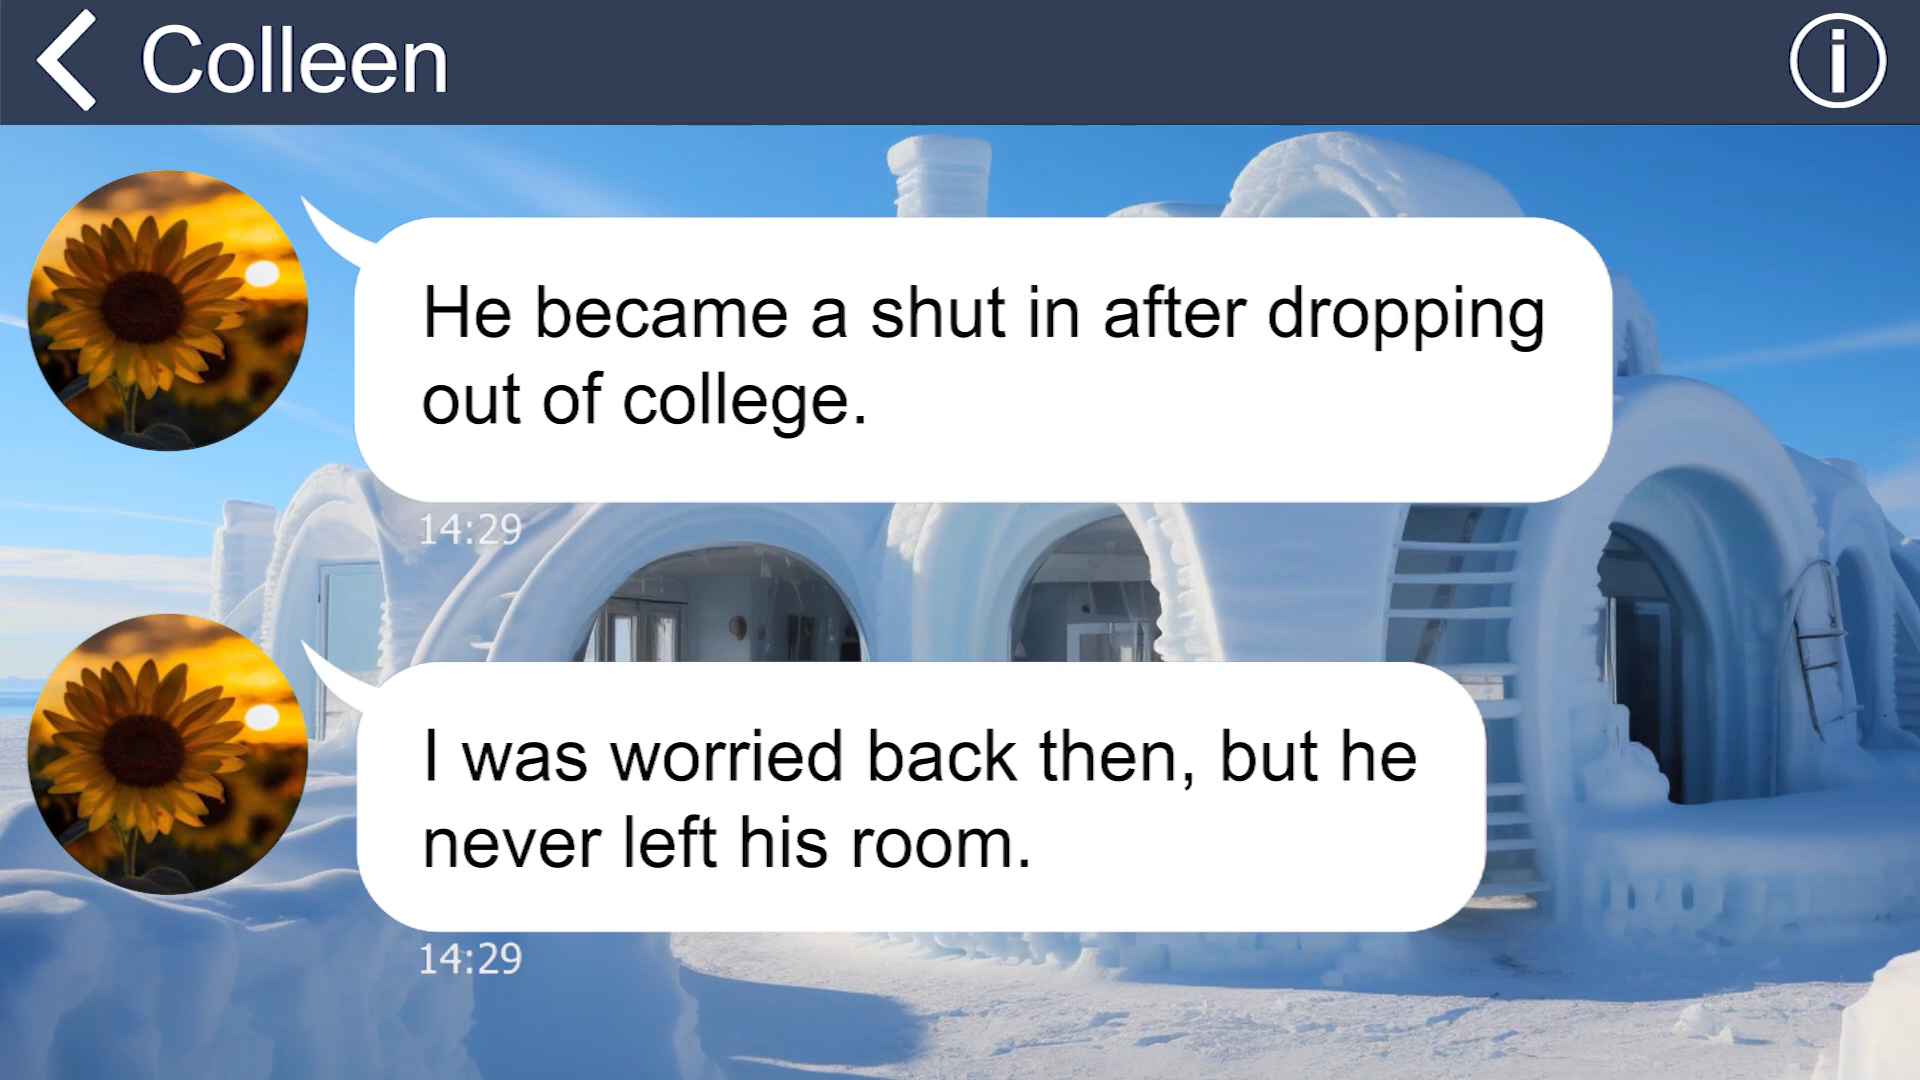 Colleen
He became a shut in after dropping
out of college.
14:29
I was worried back then, but he
never left his room.
14:29